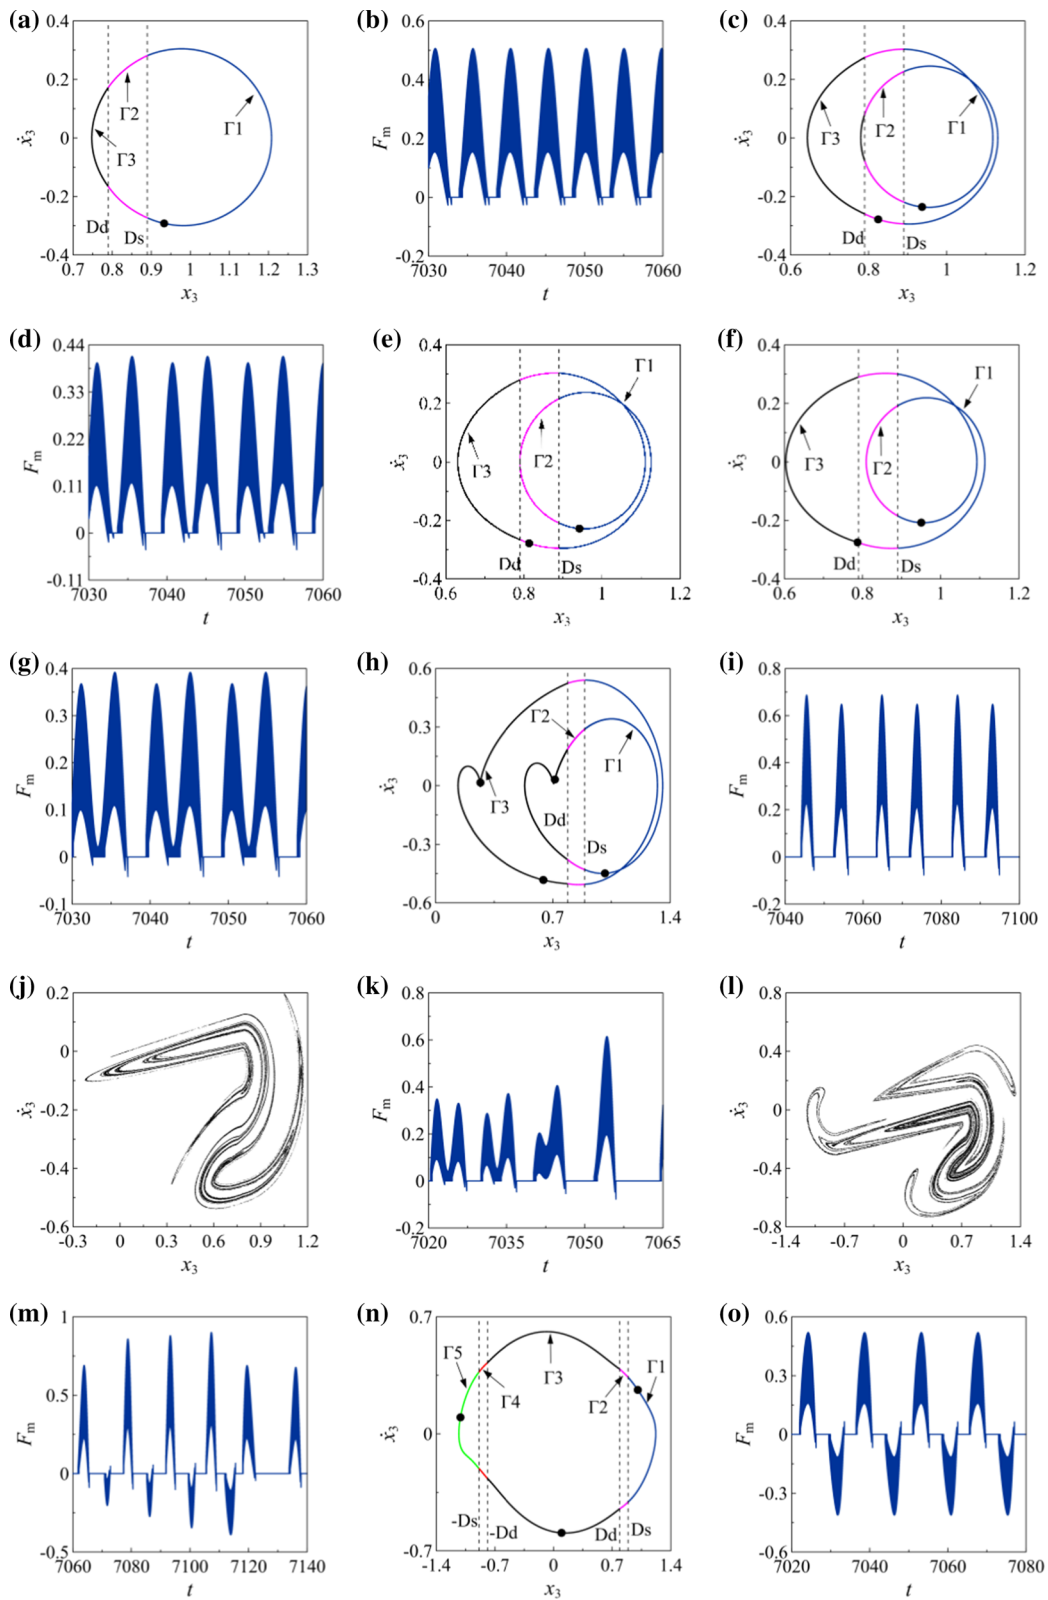 (a)
0.4
0.2
0
-0.2
-0.4
ẋ3
Γ2
Γ1
Γ3
Dd
Ds
0.7 0.8 0.9 1 1.1 1.2 1.3
x3
(b)
0.6
0.4
0.2
0
-0.2
Fm
7030 7040 7050 7060
t
(c)
0.4
0.2
0
-0.2
-0.4
ẋ3
Γ3
Γ2
Γ1
Dd
Ds
0.6 0.8 1 1.2
x3
(d)
0.44
0.33
0.22
0.11
0
-0.11
Fm
7030 7040 7050 7060
t
(e)
0.4
0.2
0
-0.2
-0.4
ẋ3
Γ1
Γ3
Γ2
Dd
Ds
0.6 0.8 1 1.2
x3
(f)
0.4
0.2
0
-0.2
-0.4
ẋ3
Γ1
Γ3
Γ2
Dd
Ds
0.6 0.8 1 1.2
x3
(g)
0.4
0.3
0.2
0.1
0
-0.1
Fm
7030 7040 7050 7060
t
(h)
0.6
0.3
0
-0.3
-0.6
ẋ3
Γ2
Γ1
Γ3
Dd
Ds
0 0.7 1.4
x3
(i)
0.8
0.6
0.4
0.2
0
-0.2
Fm
7040 7060 7080 7100
t
(j)
0.2
0
-0.2
-0.4
-0.6
ẋ3
-0.3 0 0.3 0.6 0.9 1.2
x3
(k)
0.8
0.6
0.4
0.2
0
-0.2
Fm
7020 7035 7050 7065
t
(l)
0.8
0.4
0
-0.4
-0.8
ẋ3
-1.4 -0.7 0 0.7 1.4
x3
(m)
1
0.5
0
-0.5
Fm
7060 7080 7100 7120 7140
t
(n)
0.7
0
-0.7
ẋ3
Γ5
Γ4
Γ3
Γ2
Γ1
-Ds
-Dd
Dd
Ds
-1.4 -0.7 0 0.7 1.4
x3
(o)
0.6
0.3
0
-0.3
-0.6
Fm
7020 7040 7060 7080
t